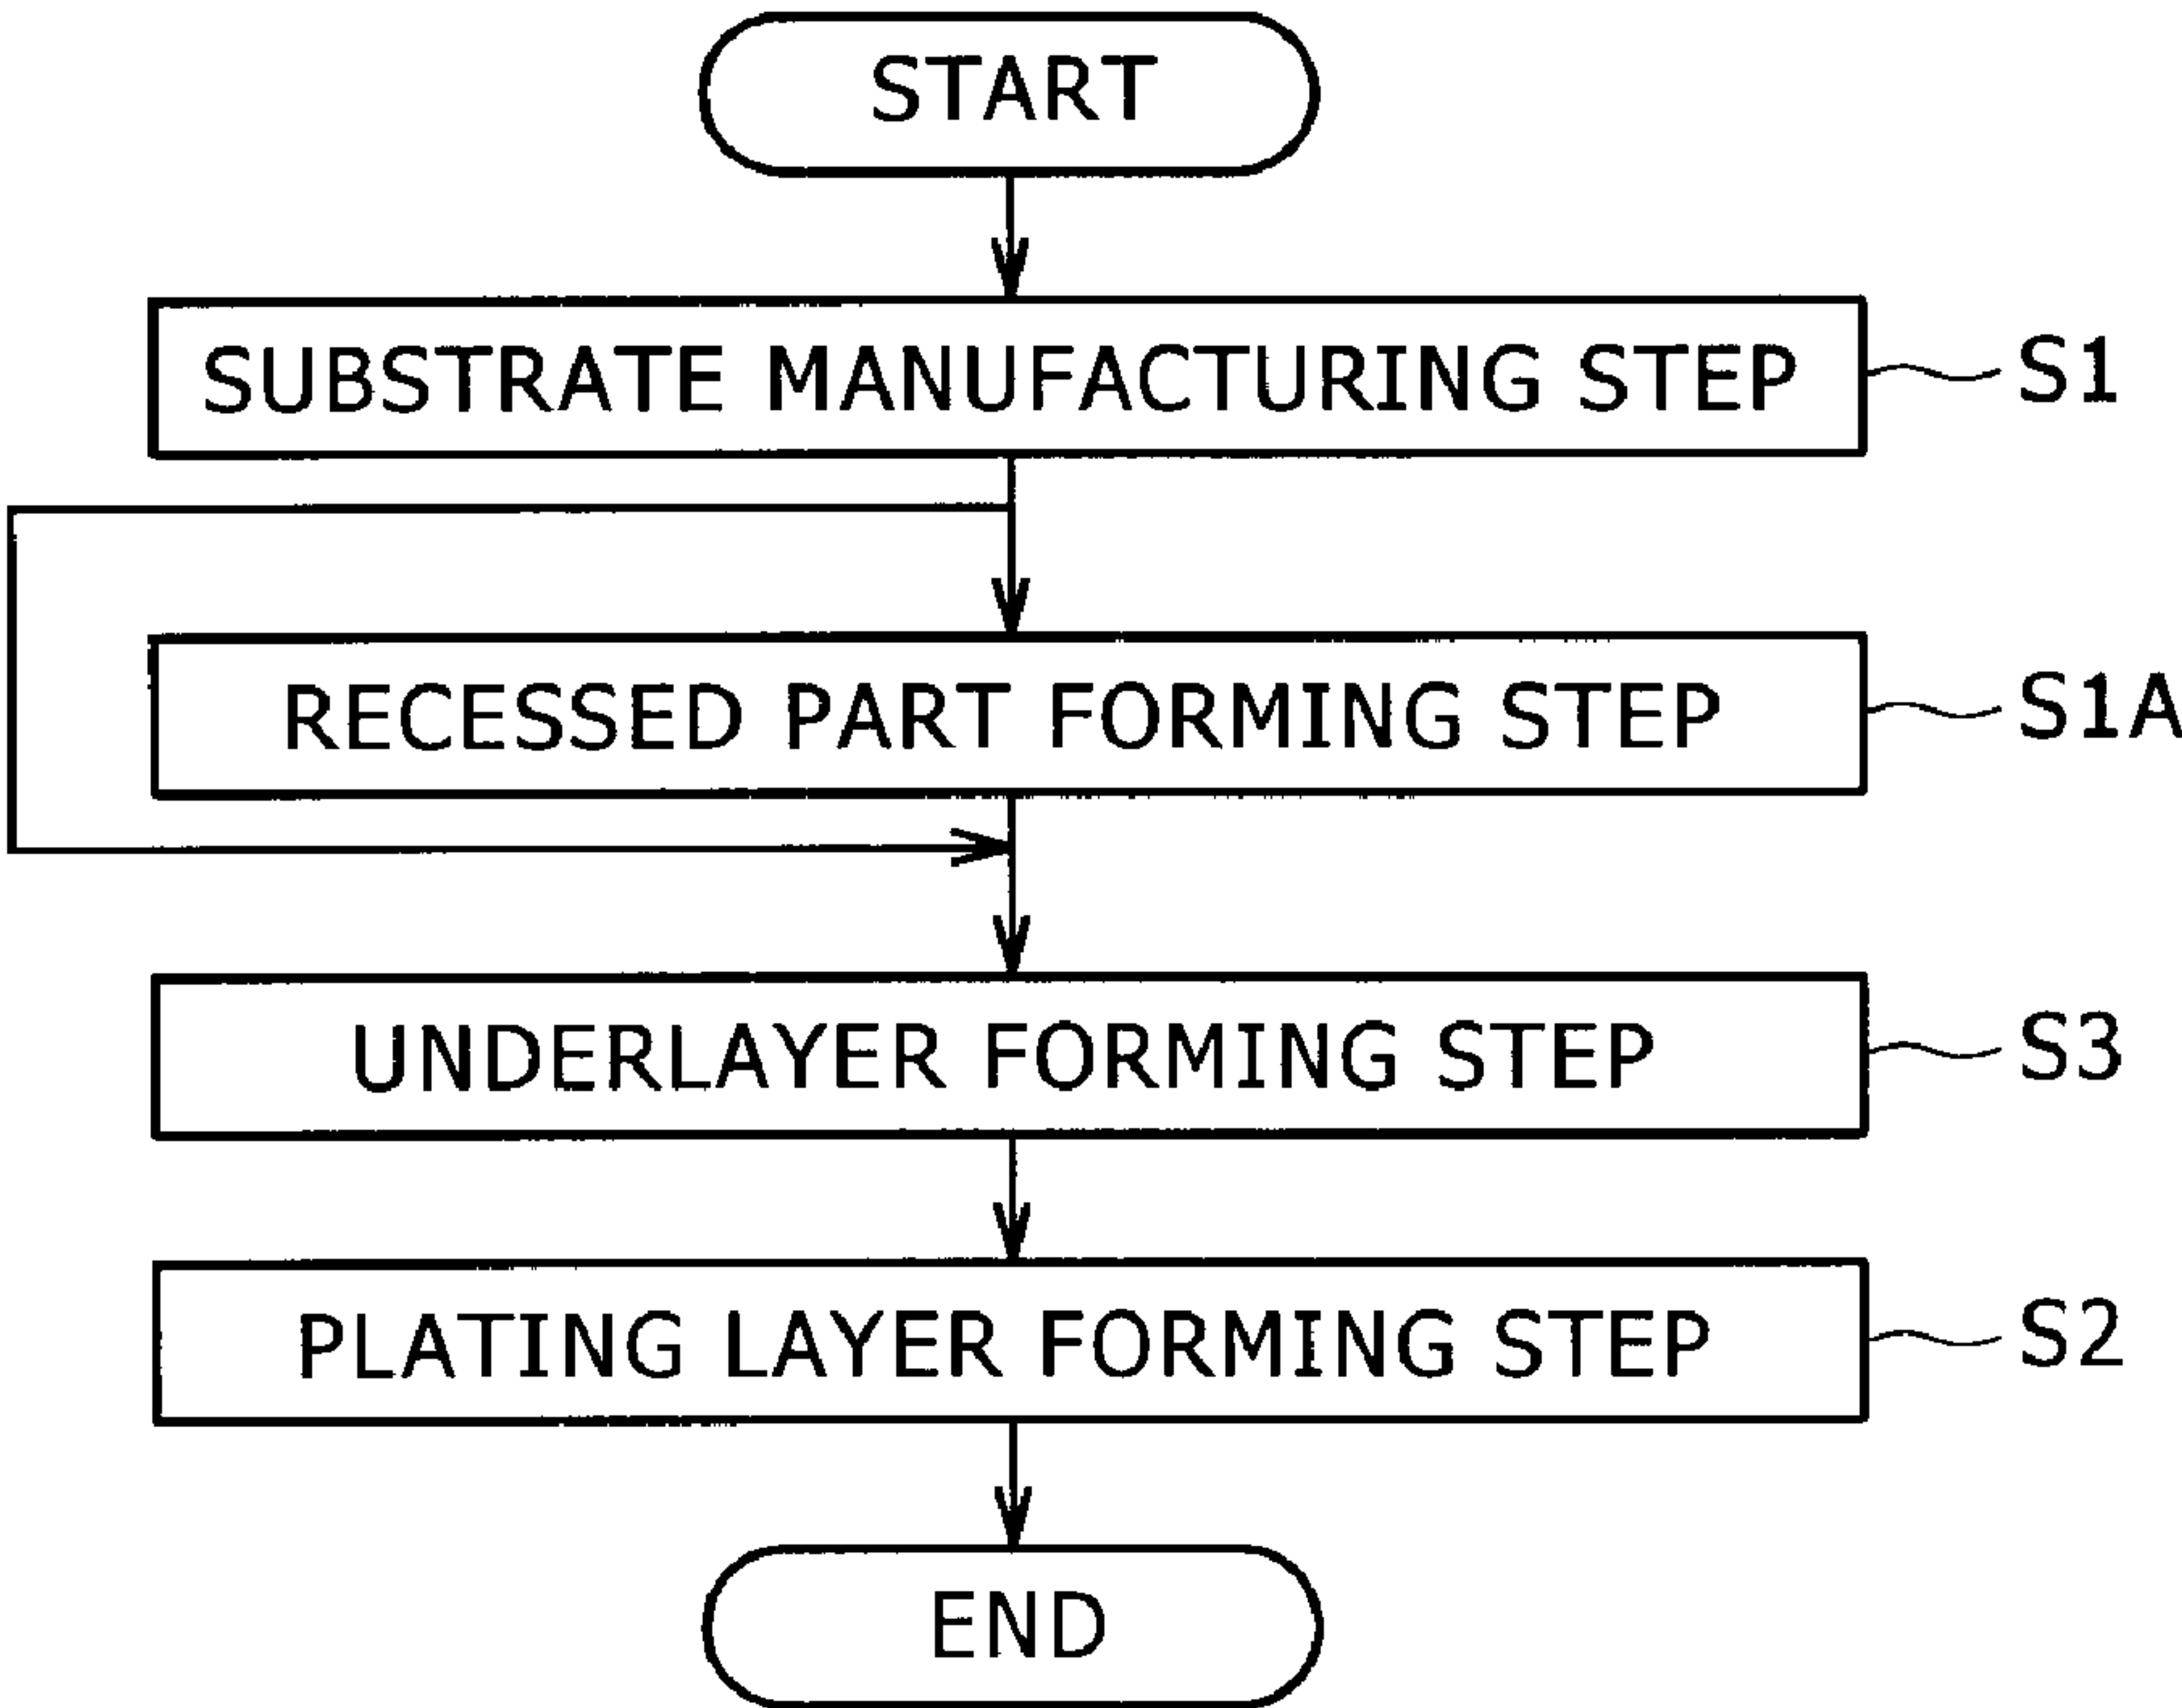 START
SUBSTRATE MANUFACTURING STEP S1
RECESSED PART FORMING STEP S1A
UNDERLAYER FORMING STEP S3
PLATING LAYER FORMING STEP S2
END